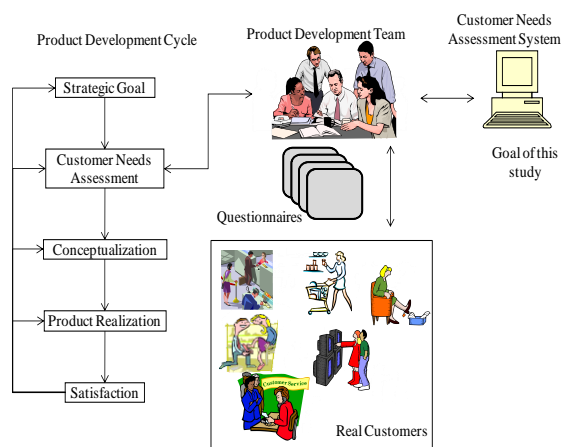 Product Development Cycle
Strategic Goal
Customer Needs
Assessment
Conceptualization
Product Realization
Satisfaction
Product Development Team
Questionnaires
Customer Service
Real Customers
Customer Needs
Assessment System
Goal of this
study